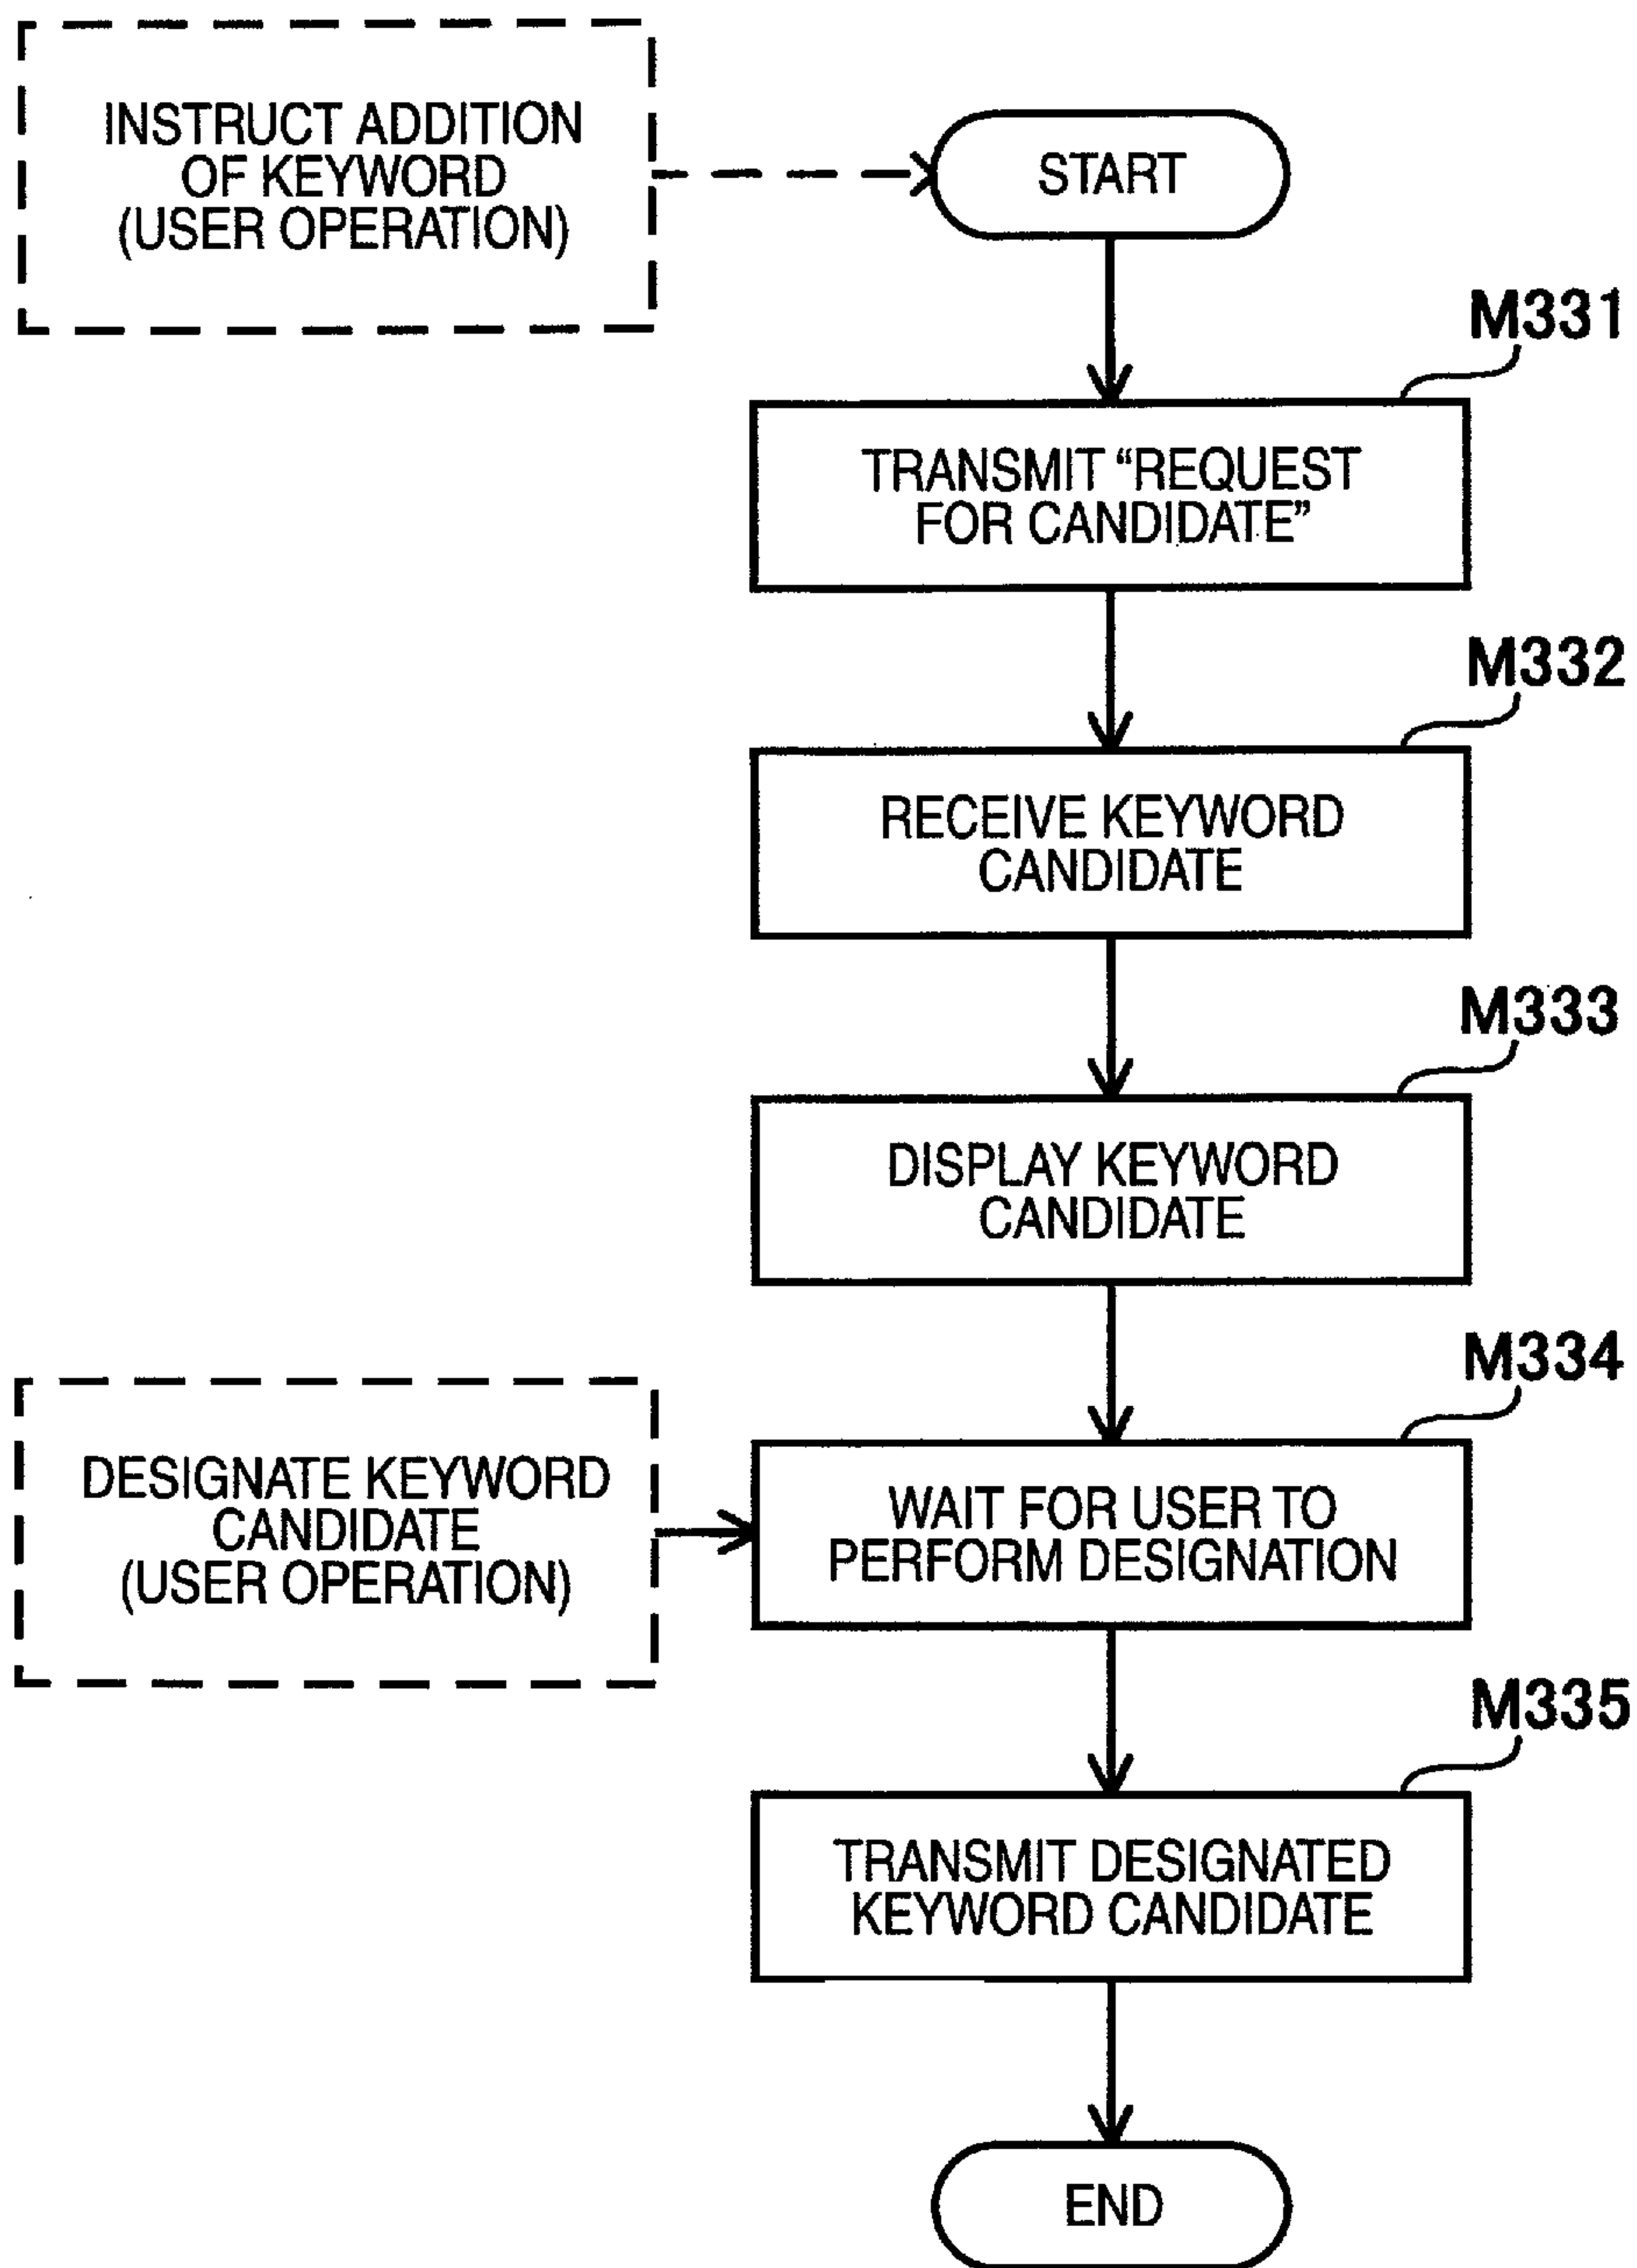 INSTRUCT ADDITION
OF KEYWORD
(USER OPERATION)
START
M331
TRANSMIT “REQUEST
FOR CANDIDATE”
M332
RECEIVE KEYWORD
CANDIDATE
M333
DISPLAY KEYWORD
CANDIDATE
M334
DESIGNATE KEYWORD
CANDIDATE
(USER OPERATION)
WAIT FOR USER TO
PERFORM DESIGNATION
M335
TRANSMIT DESIGNATED
KEYWORD CANDIDATE
END